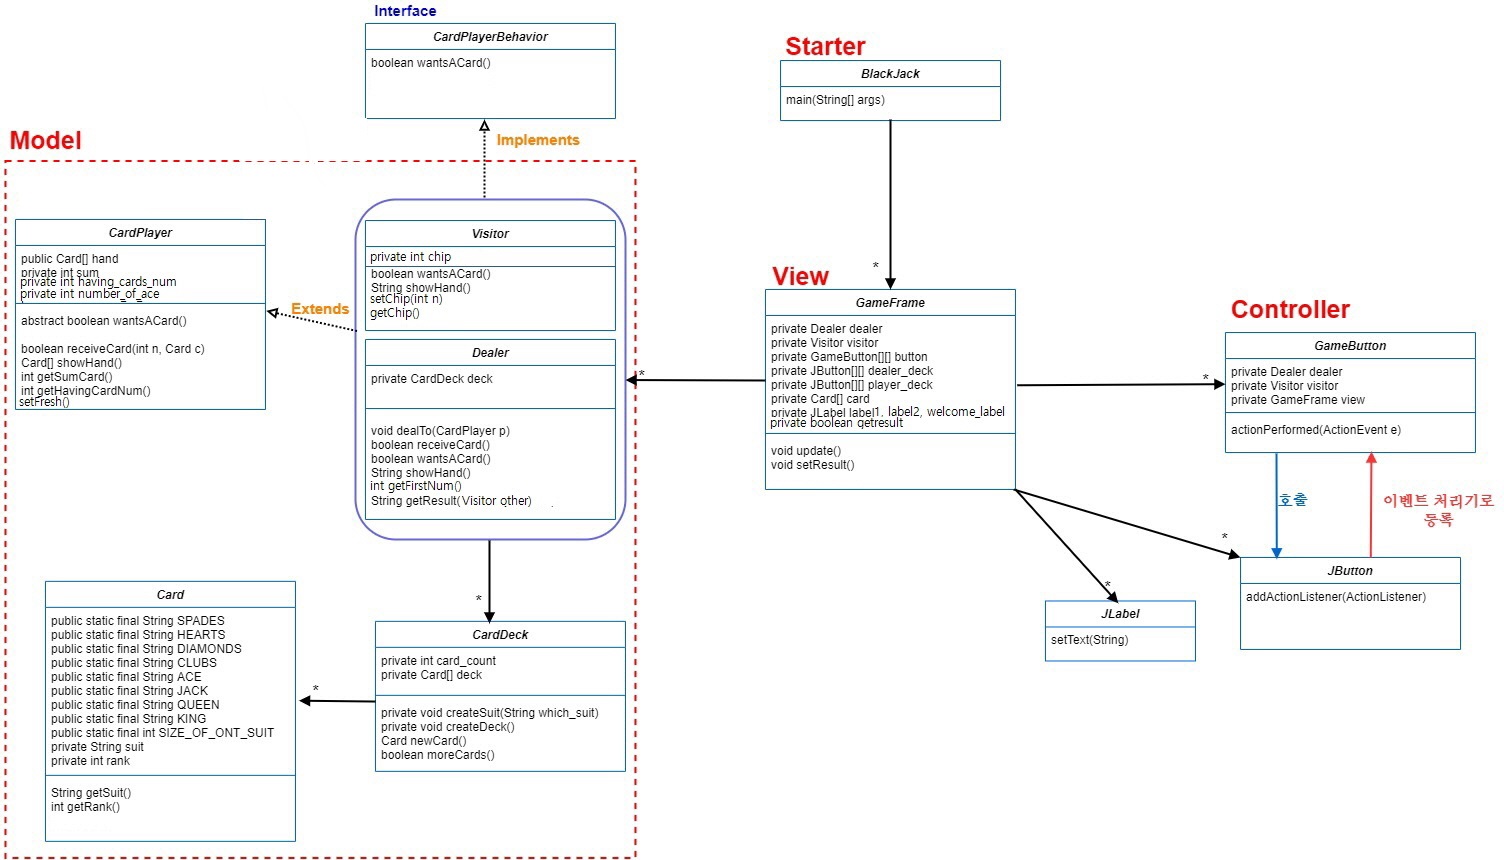 Interface
CardPlayerBehavior
boolean wantsACard()
Implements
Model
CardPlayer
public Card[] hand
private int sum
private int having_cards_num
private int number_of_ace
abstract boolean wantsACard()
boolean receiveCard(int n, Card c)
Card[] showHand()
int getSumCard()
int getHavingCardNum()
setFresh()
Extends
Visitor
private int chip
boolean wantsACard()
String showHand()
setChip(int n)
getChip()
Dealer
private CardDeck deck
void dealTo(CardPlayer p)
boolean receiveCard()
boolean wantsACard()
String showHand()
int getFirstNum()
String getResult(Visitor other)
*
Card
public static final String SPADES
public static final String HEARTS
public static final String DIAMONDS
public static final String CLUBS
public static final String ACE
public static final String JACK
public static final String QUEEN
public static final String KING
public static final int SIZE_OF_ONT_SUIT
private String suit
private int rank
String getSuit()
int getRank()
*
CardDeck
private int card_count
private Card[] deck
private void createSuit(String which_suit)
private void createDeck()
Card newCard()
boolean moreCards()
Starter
BlackJack
main(String[] args)
*
View
GameFrame
private Dealer dealer
private Visitor visitor
private GameButton[][] button
private JButton[][] dealer_deck
private JButton[][] player_deck
private Card[] card
private JLabel label1, label2, welcome_label
private boolean getresult
void update()
void setResult()
*
*
Controller
GameButton
private Dealer dealer
private Visitor visitor
private GameFrame view
actionPerformed(ActionEvent e)
호출
이벤트 처리기로
등록
*
JButton
addActionListener(ActionListener)
*
JLabel
setText(String)